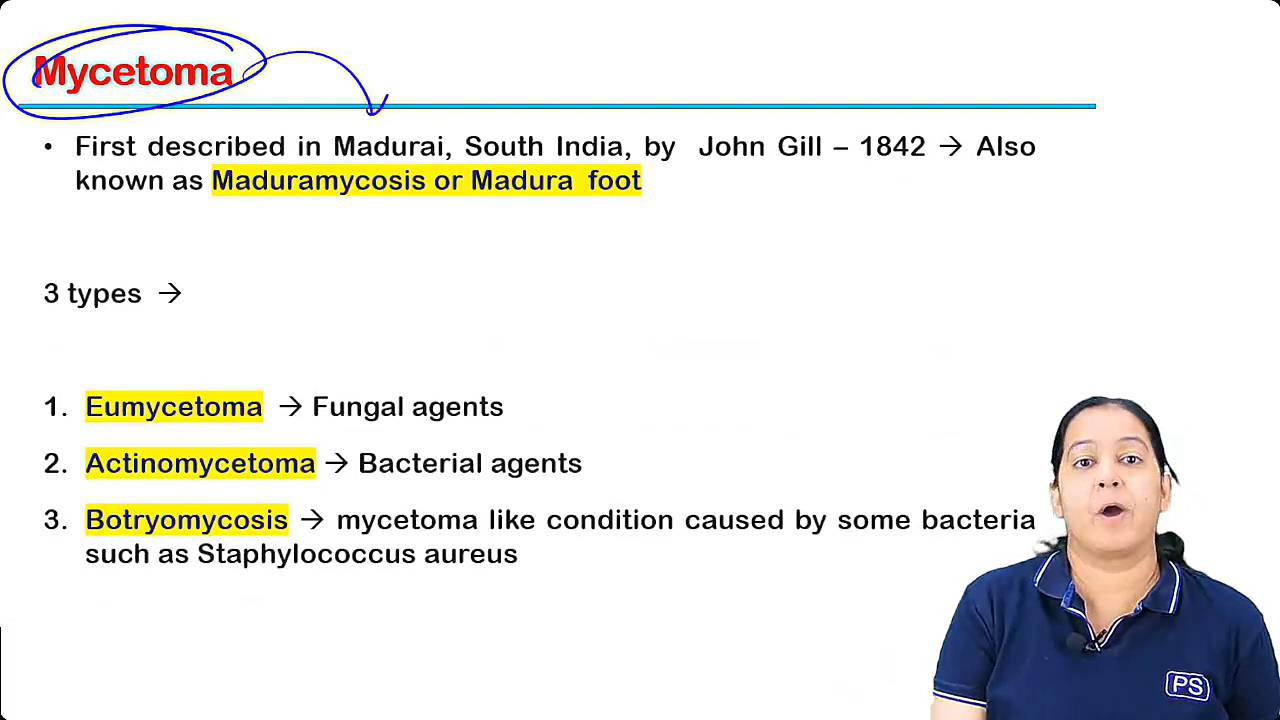 Mycetoma
• First described in Madurai, South India, by John Gill – 1842 → Also
known as Maduramycosis or Madura foot
3 types →
1. Eumycetoma → Fungal agents
2. Actinomycetoma → Bacterial agents
3. Botryomycosis → mycetoma like condition caused by some bacteria
such as Staphylococcus aureus
PS